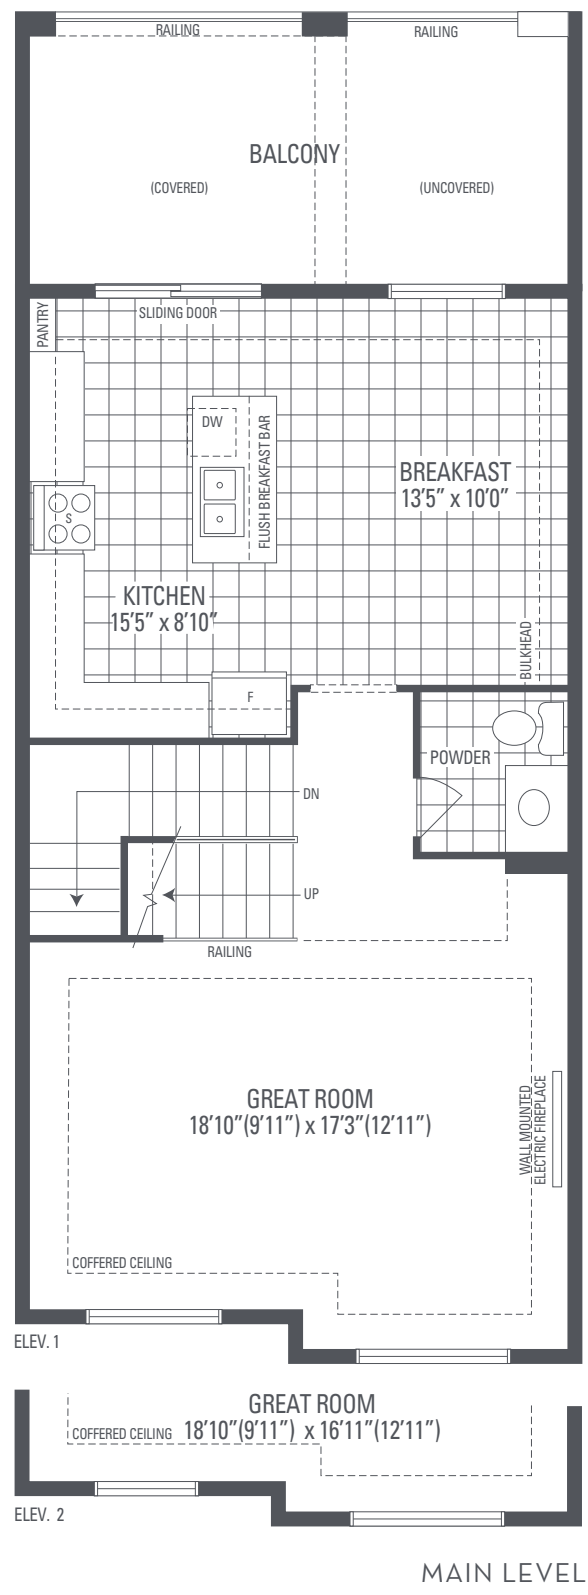 RAILING
RAILING
BALCONY
(COVERED)
(UNCOVERED)
PANTRY
SLIDING DOOR
DW
FLUSH BREAKFAST BAR
BREAKFAST
13'5" x 10'0"
S
KITCHEN
15'5" x 8'10"
BULKHEAD
F
POWDER
DN
UP
RAILING
GREAT ROOM
18'10"(9'11") x 17'3"(12'11")
WALL MOUNTED
ELECTRIC FIREPLACE
COFFERED CEILING
ELEV. 1
GREAT ROOM
18'10"(9'11") x 16'11"(12'11")
COFFERED CEILING
ELEV. 2
MAIN LEVEL